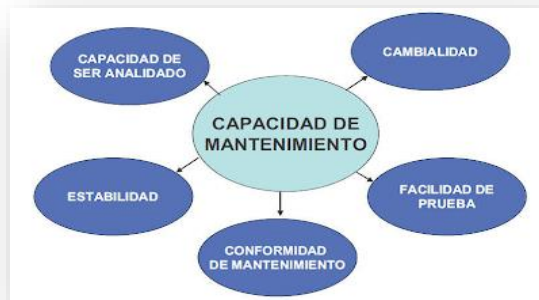 CAPACIDAD DE
SER ANALIDADO
CAMBIALIDAD
CAPACIDAD DE
MANTENIMIENTO
ESTABILIDAD
FACILIDAD DE
PRUEBA
CONFORMIDAD
DE MANTENIMIENTO